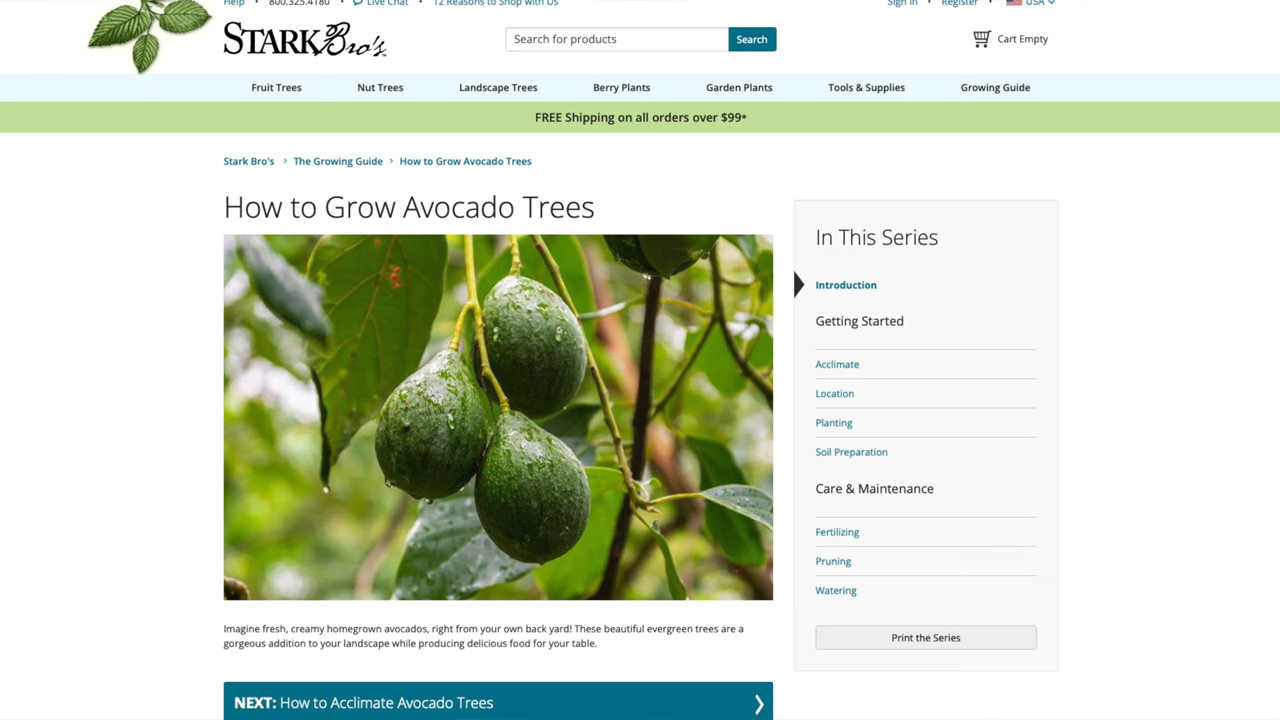 Help • 800.325.4180 • Live Chat • 12 Reasons to Shop with Us
Sign In • Register • USA
STARK Bro's
Search for products
Search
Cart Empty
Fruit Trees
Nut Trees
Landscape Trees
Berry Plants
Garden Plants
Tools & Supplies
Growing Guide
FREE Shipping on all orders over $99*
Stark Bro's › The Growing Guide › How to Grow Avocado Trees
How to Grow Avocado Trees
Imagine fresh, creamy homegrown avocados, right from your own back yard! These beautiful evergreen trees are a
gorgeous addition to your landscape while producing delicious food for your table.
NEXT: How to Acclimate Avocado Trees
In This Series
Introduction
Getting Started
Acclimate
Location
Planting
Soil Preparation
Care & Maintenance
Fertilizing
Pruning
Watering
Print the Series